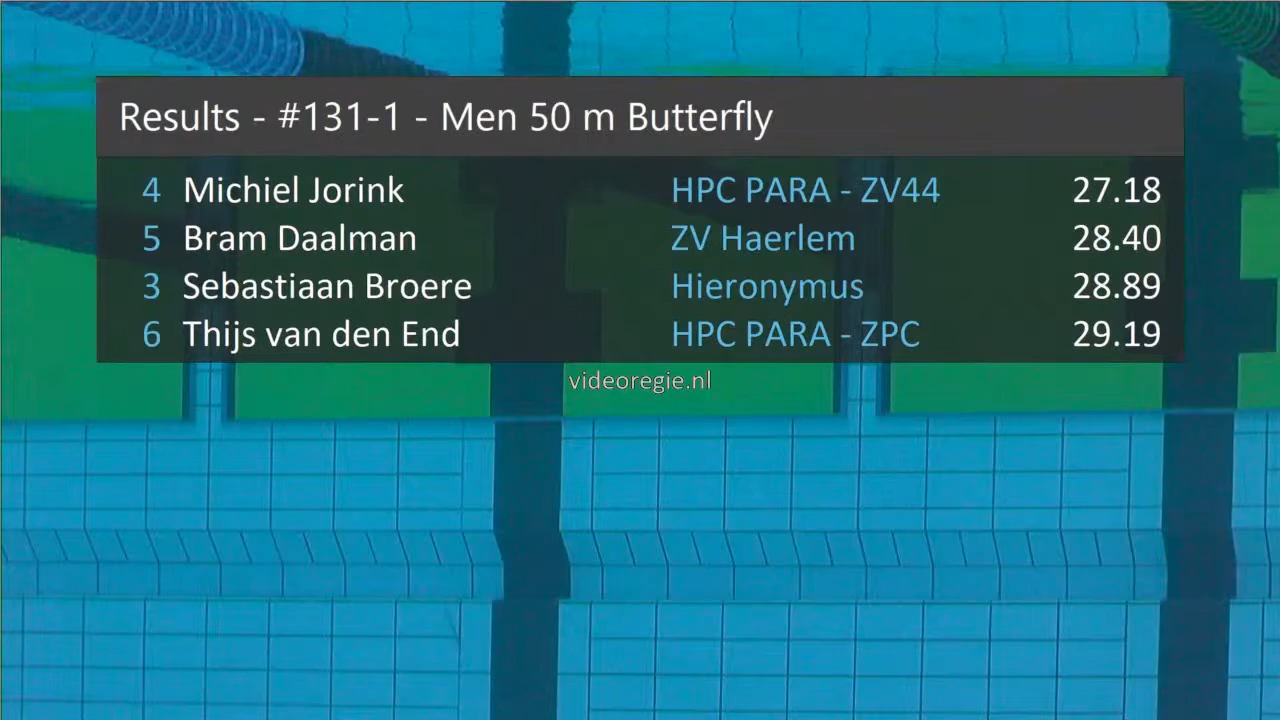 Results - #131-1 - Men 50 m Butterfly
4 Michiel Jorink HPC PARA - ZV44 27.18
5 Bram Daalman ZV Haerlem 28.40
3 Sebastiaan Broere Hieronymus 28.89
6 Thijs van den End HPC PARA - ZPC 29.19
videoregie.nl